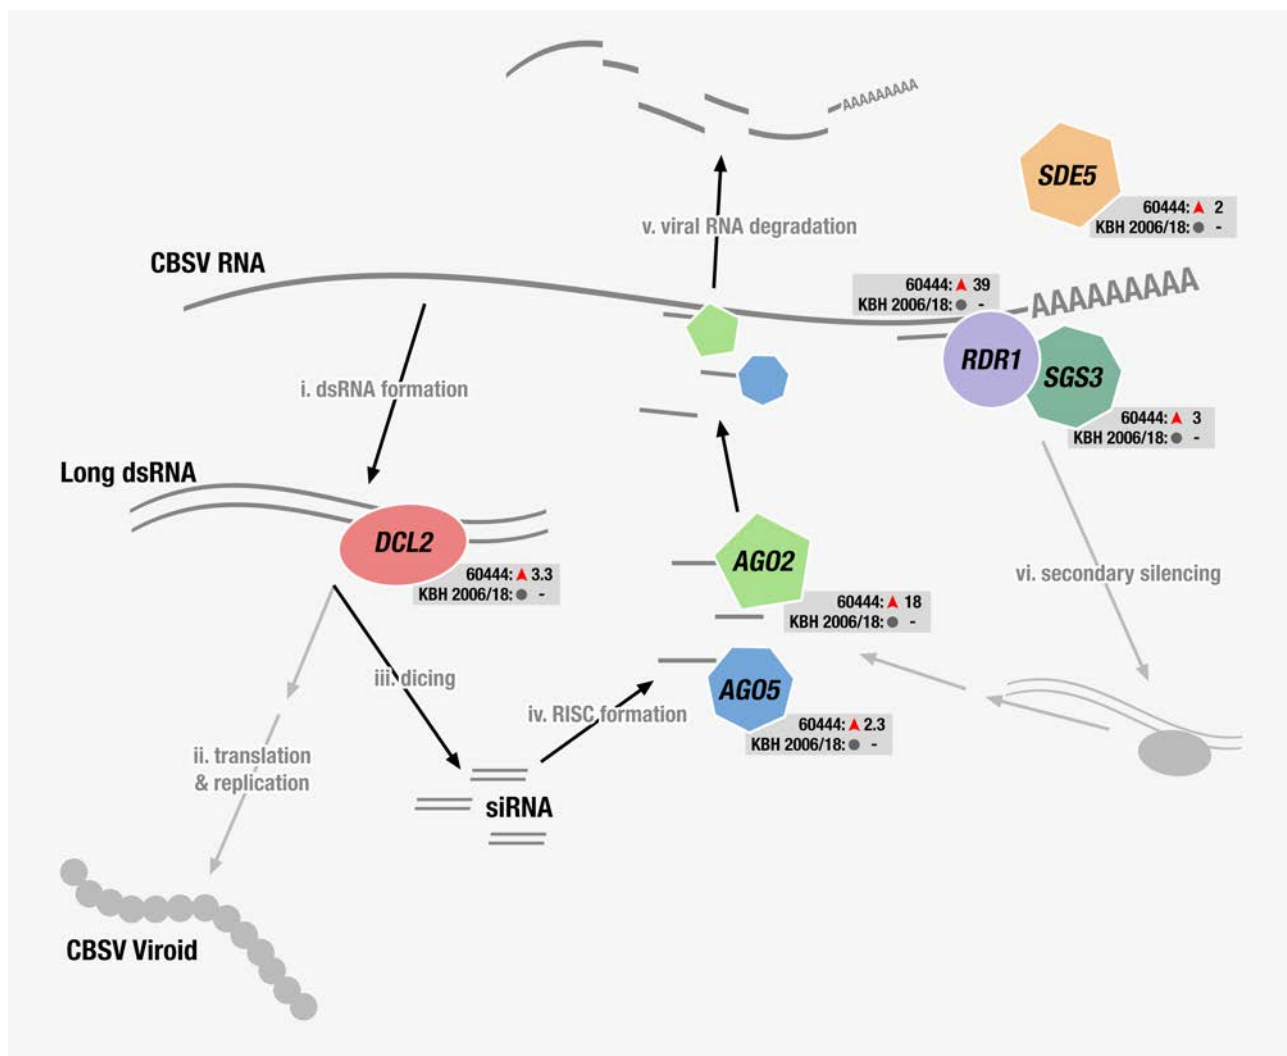 AAAAAAAAA
SDE5
60444: 2
KBH 2006/18: -
v. viral RNA degradation
CBSV RNA
60444: 39
KBH 2006/18: -
AAAAAAAAA
RDR1
SGS3
60444: 3
KBH 2006/18: -
i. dsRNA formation
Long dsRNA
DCL2
60444: 3.3
KBH 2006/18: -
AGO2
60444: 18
KBH 2006/18: -
vi. secondary silencing
iii. dicing
AGO5
60444: 2.3
KBH 2006/18: -
iv. RISC formation
ii. translation
& replication
siRNA
CBSV Viroid